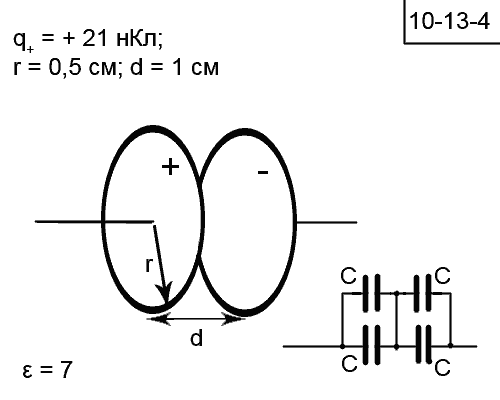 10-13-4
q₊ = + 21 нКл;
r = 0,5 см; d = 1 см
+ -
r
d
C C
C C
ε = 7